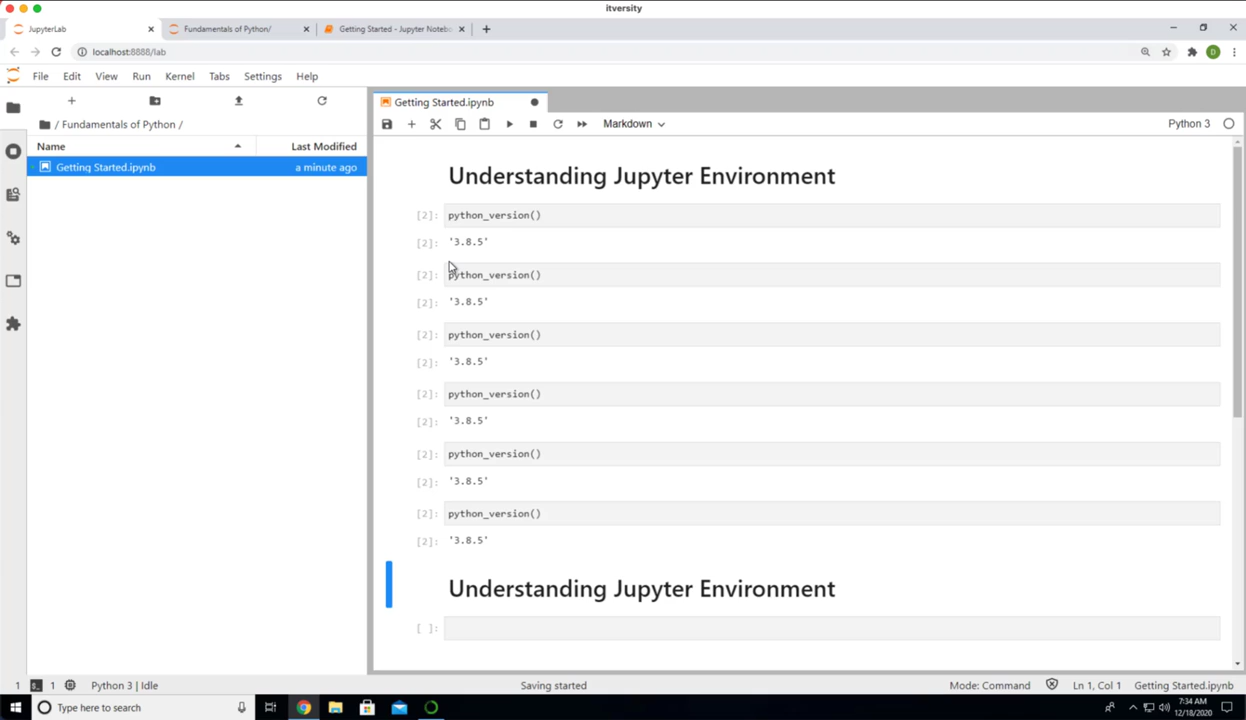 itversity
JupyterLab
Fundamentals of Python/
Getting Started - Jupyter Notebo
localhost:8888/lab
D
File Edit View Run Kernel Tabs Settings Help
Getting Started.ipynb
/ Fundamentals of Python /
Markdown
Python 3
Name Last Modified
Getting Started.ipynb a minute ago
Understanding Jupyter Environment
[2]: python_version()
[2]: '3.8.5'
[2]: python_version()
[2]: '3.8.5'
[2]: python_version()
[2]: '3.8.5'
[2]: python_version()
[2]: '3.8.5'
[2]: python_version()
[2]: '3.8.5'
[2]: python_version()
[2]: '3.8.5'
Understanding Jupyter Environment
[ ]:
1 1 Python 3 | Idle Saving started Mode: Command Ln 1, Col 1 Getting Started.ipynb
Type here to search
7:34 AM
12/18/2020